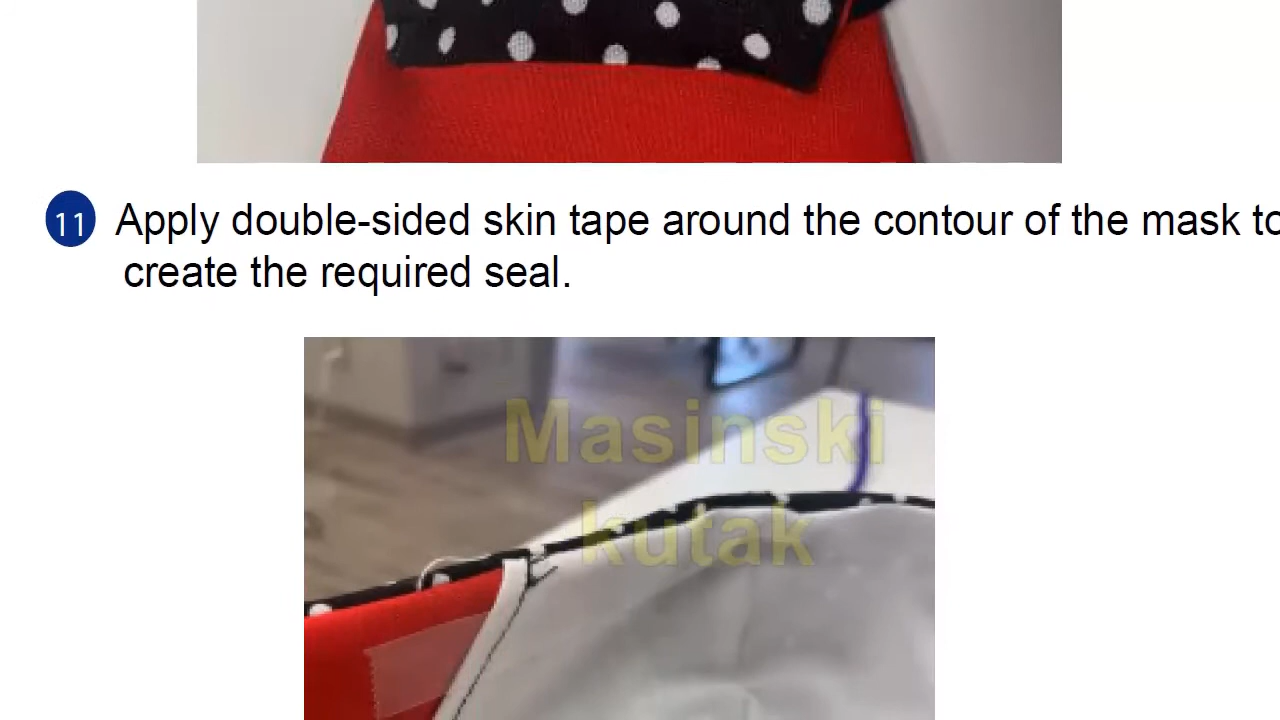 11 Apply double-sided skin tape around the contour of the mask to
create the required seal.
Masinski
kutak